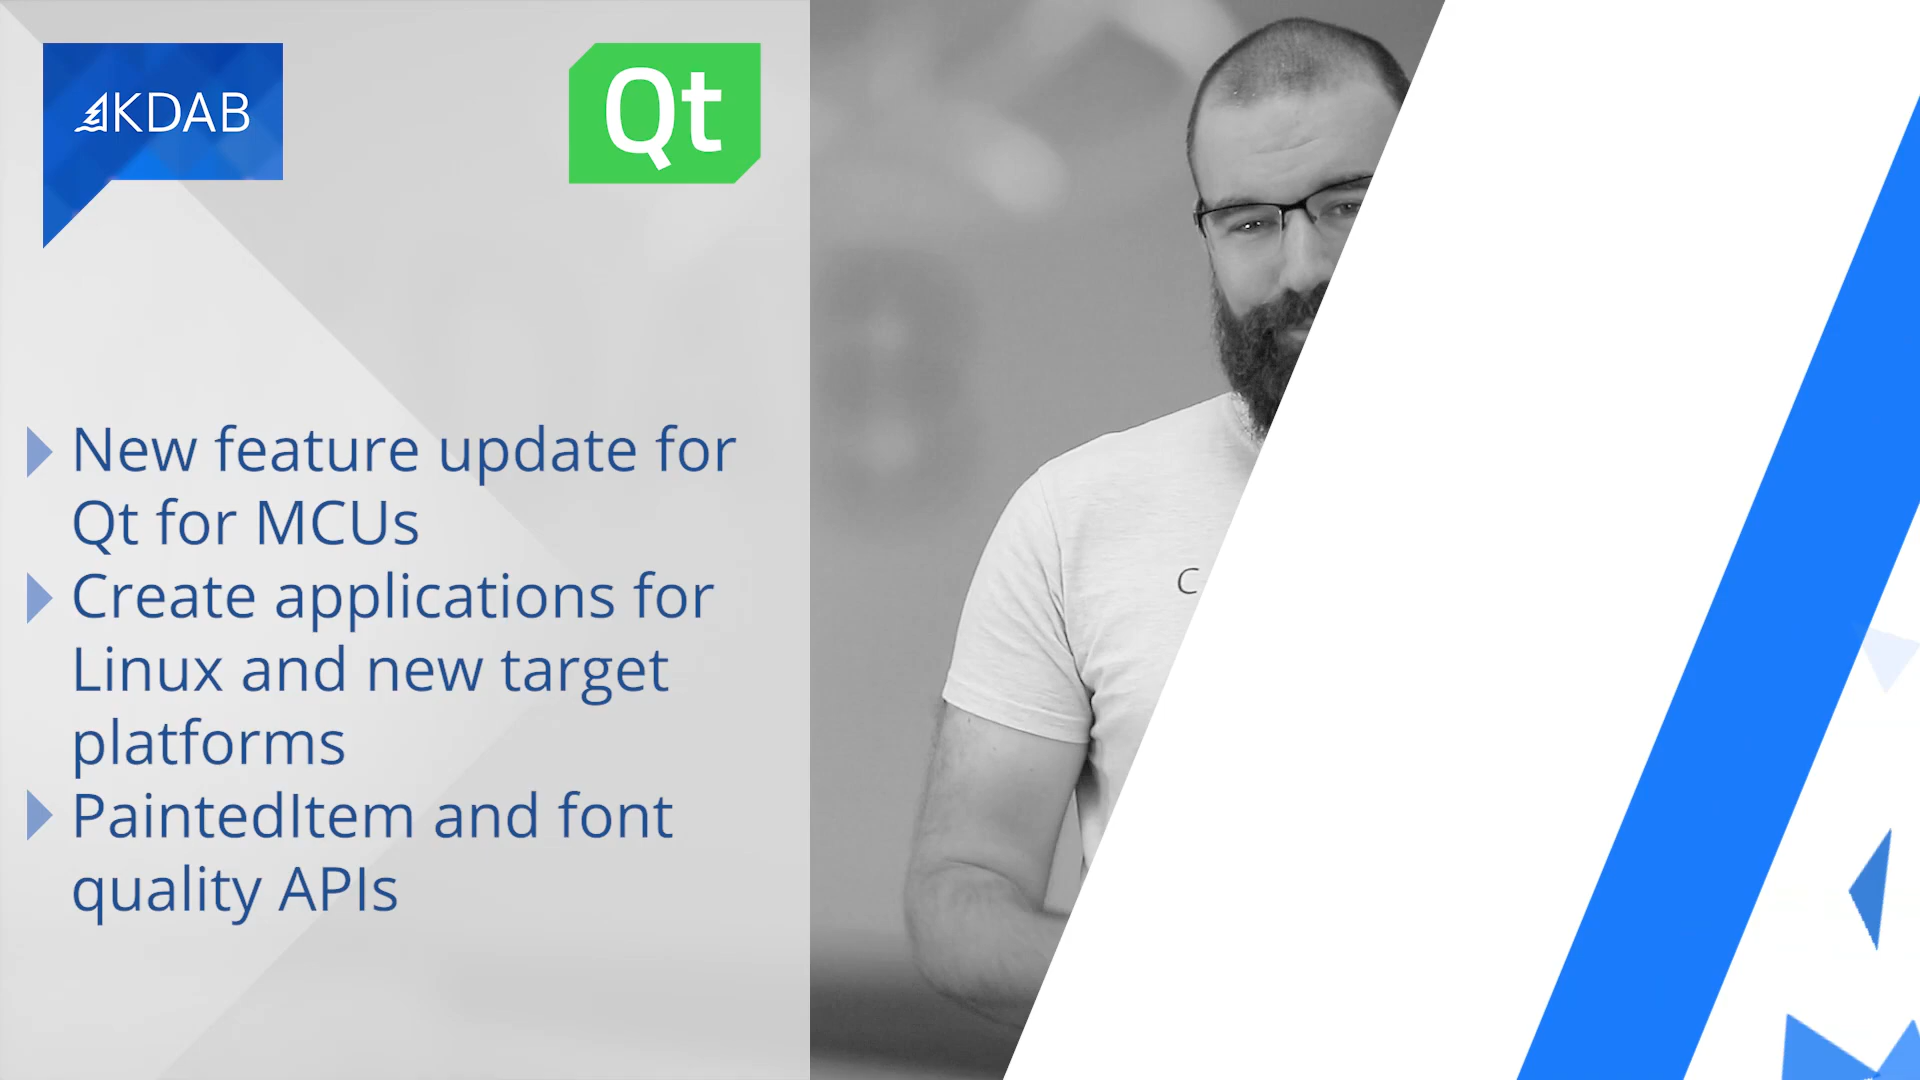 KDAB
Qt
New feature update for
Qt for MCUs
Create applications for
Linux and new target
platforms
PaintedItem and font
quality APIs
C